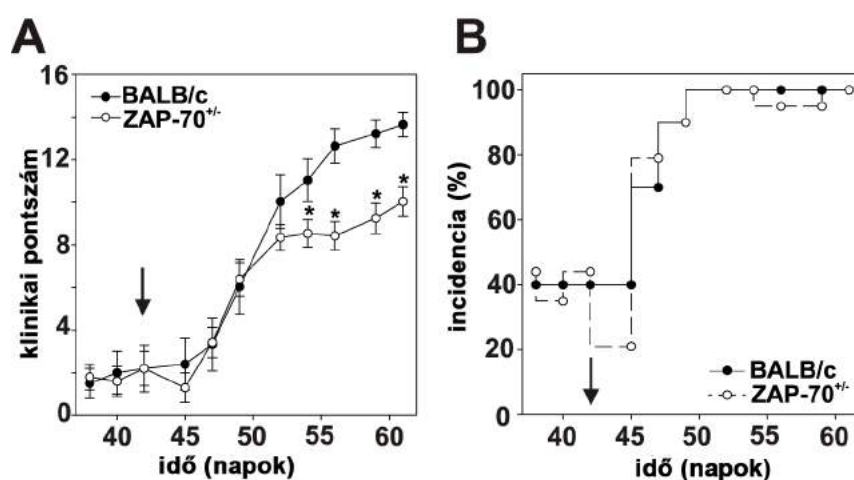 A
16
12
8
4
0
klinikai pontszám
BALB/c
ZAP-70+/-
* * * *
40 45 50 55 60
idő (napok)
B
100
80
60
40
20
0
incidencia (%)
BALB/c
ZAP-70+/-
40 45 50 55 60
idő (napok)